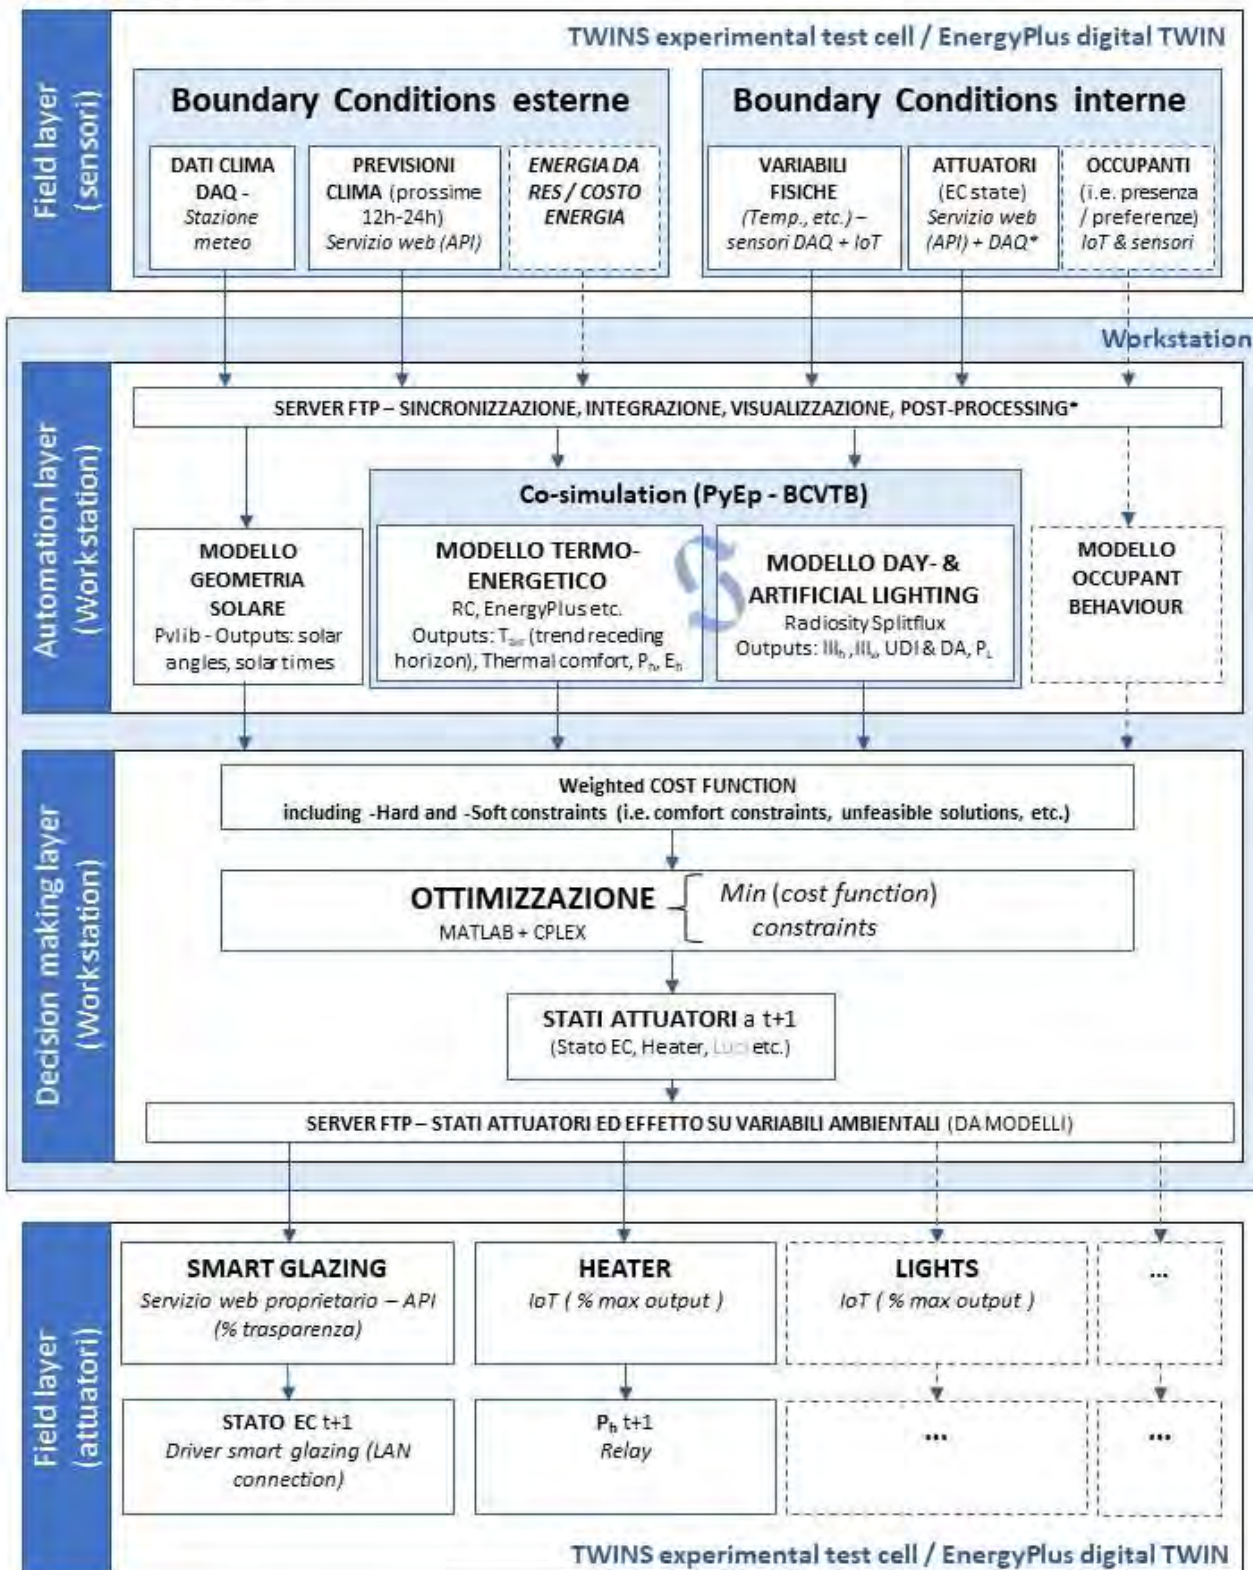 TWINS experimental test cell / EnergyPlus digital TWIN
Field layer
(sensori)
Boundary Conditions esterne
DATI CLIMA
DAQ -
Stazione
meteo
PREVISIONI
CLIMA (prossime
12h-24h)
Servizio web (API)
ENERGIA DA
RES / COSTO
ENERGIA
Boundary Conditions interne
VARIABILI
FISICHE
(Temp., etc.) –
sensori DAQ + IoT
ATTUATORI
(EC state)
Servizio web
(API) + DAQ*
OCCUPANTI
(i.e. presenza
/ preferenze)
IoT & sensori
Workstation
Automation layer
(Workstation)
SERVER FTP – SINCRONIZZAZIONE, INTEGRAZIONE, VISUALIZZAZIONE, POST-PROCESSING*
Co-simulation (PyEp - BCVTB)
MODELLO
GEOMETRIA
SOLARE
Pvlib - Outputs: solar
angles, solar times
MODELLO TERMO-
ENERGETICO
RC, EnergyPlus etc.
Outputs: T (trend receding
horizon), Thermal comfort, Pₕ, Eₕ
MODELLO DAY- &
ARTIFICIAL LIGHTING
Radiosity Splitflux
Outputs: Illₕ, Illᵥ, UDI & DA, P
MODELLO
OCCUPANT
BEHAVIOUR
Decision making layer
(Workstation)
Weighted COST FUNCTION
including -Hard and -Soft constraints (i.e. comfort constraints, unfeasible solutions, etc.)
OTTIMIZZAZIONE
MATLAB + CPLEX
Min (cost function)
constraints
STATI ATTUATORI a t+1
(Stato EC, Heater, Luci etc.)
SERVER FTP – STATI ATTUATORI ED EFFETTO SU VARIABILI AMBIENTALI (DA MODELLI)
Field layer
(attuatori)
SMART GLAZING
Servizio web proprietario – API
(% trasparenza)
HEATER
IoT ( % max output )
LIGHTS
IoT ( % max output )
...
STATO EC t+1
Driver smart glazing (LAN
connection)
Pₕ t+1
Relay
...
...
TWINS experimental test cell / EnergyPlus digital TWIN